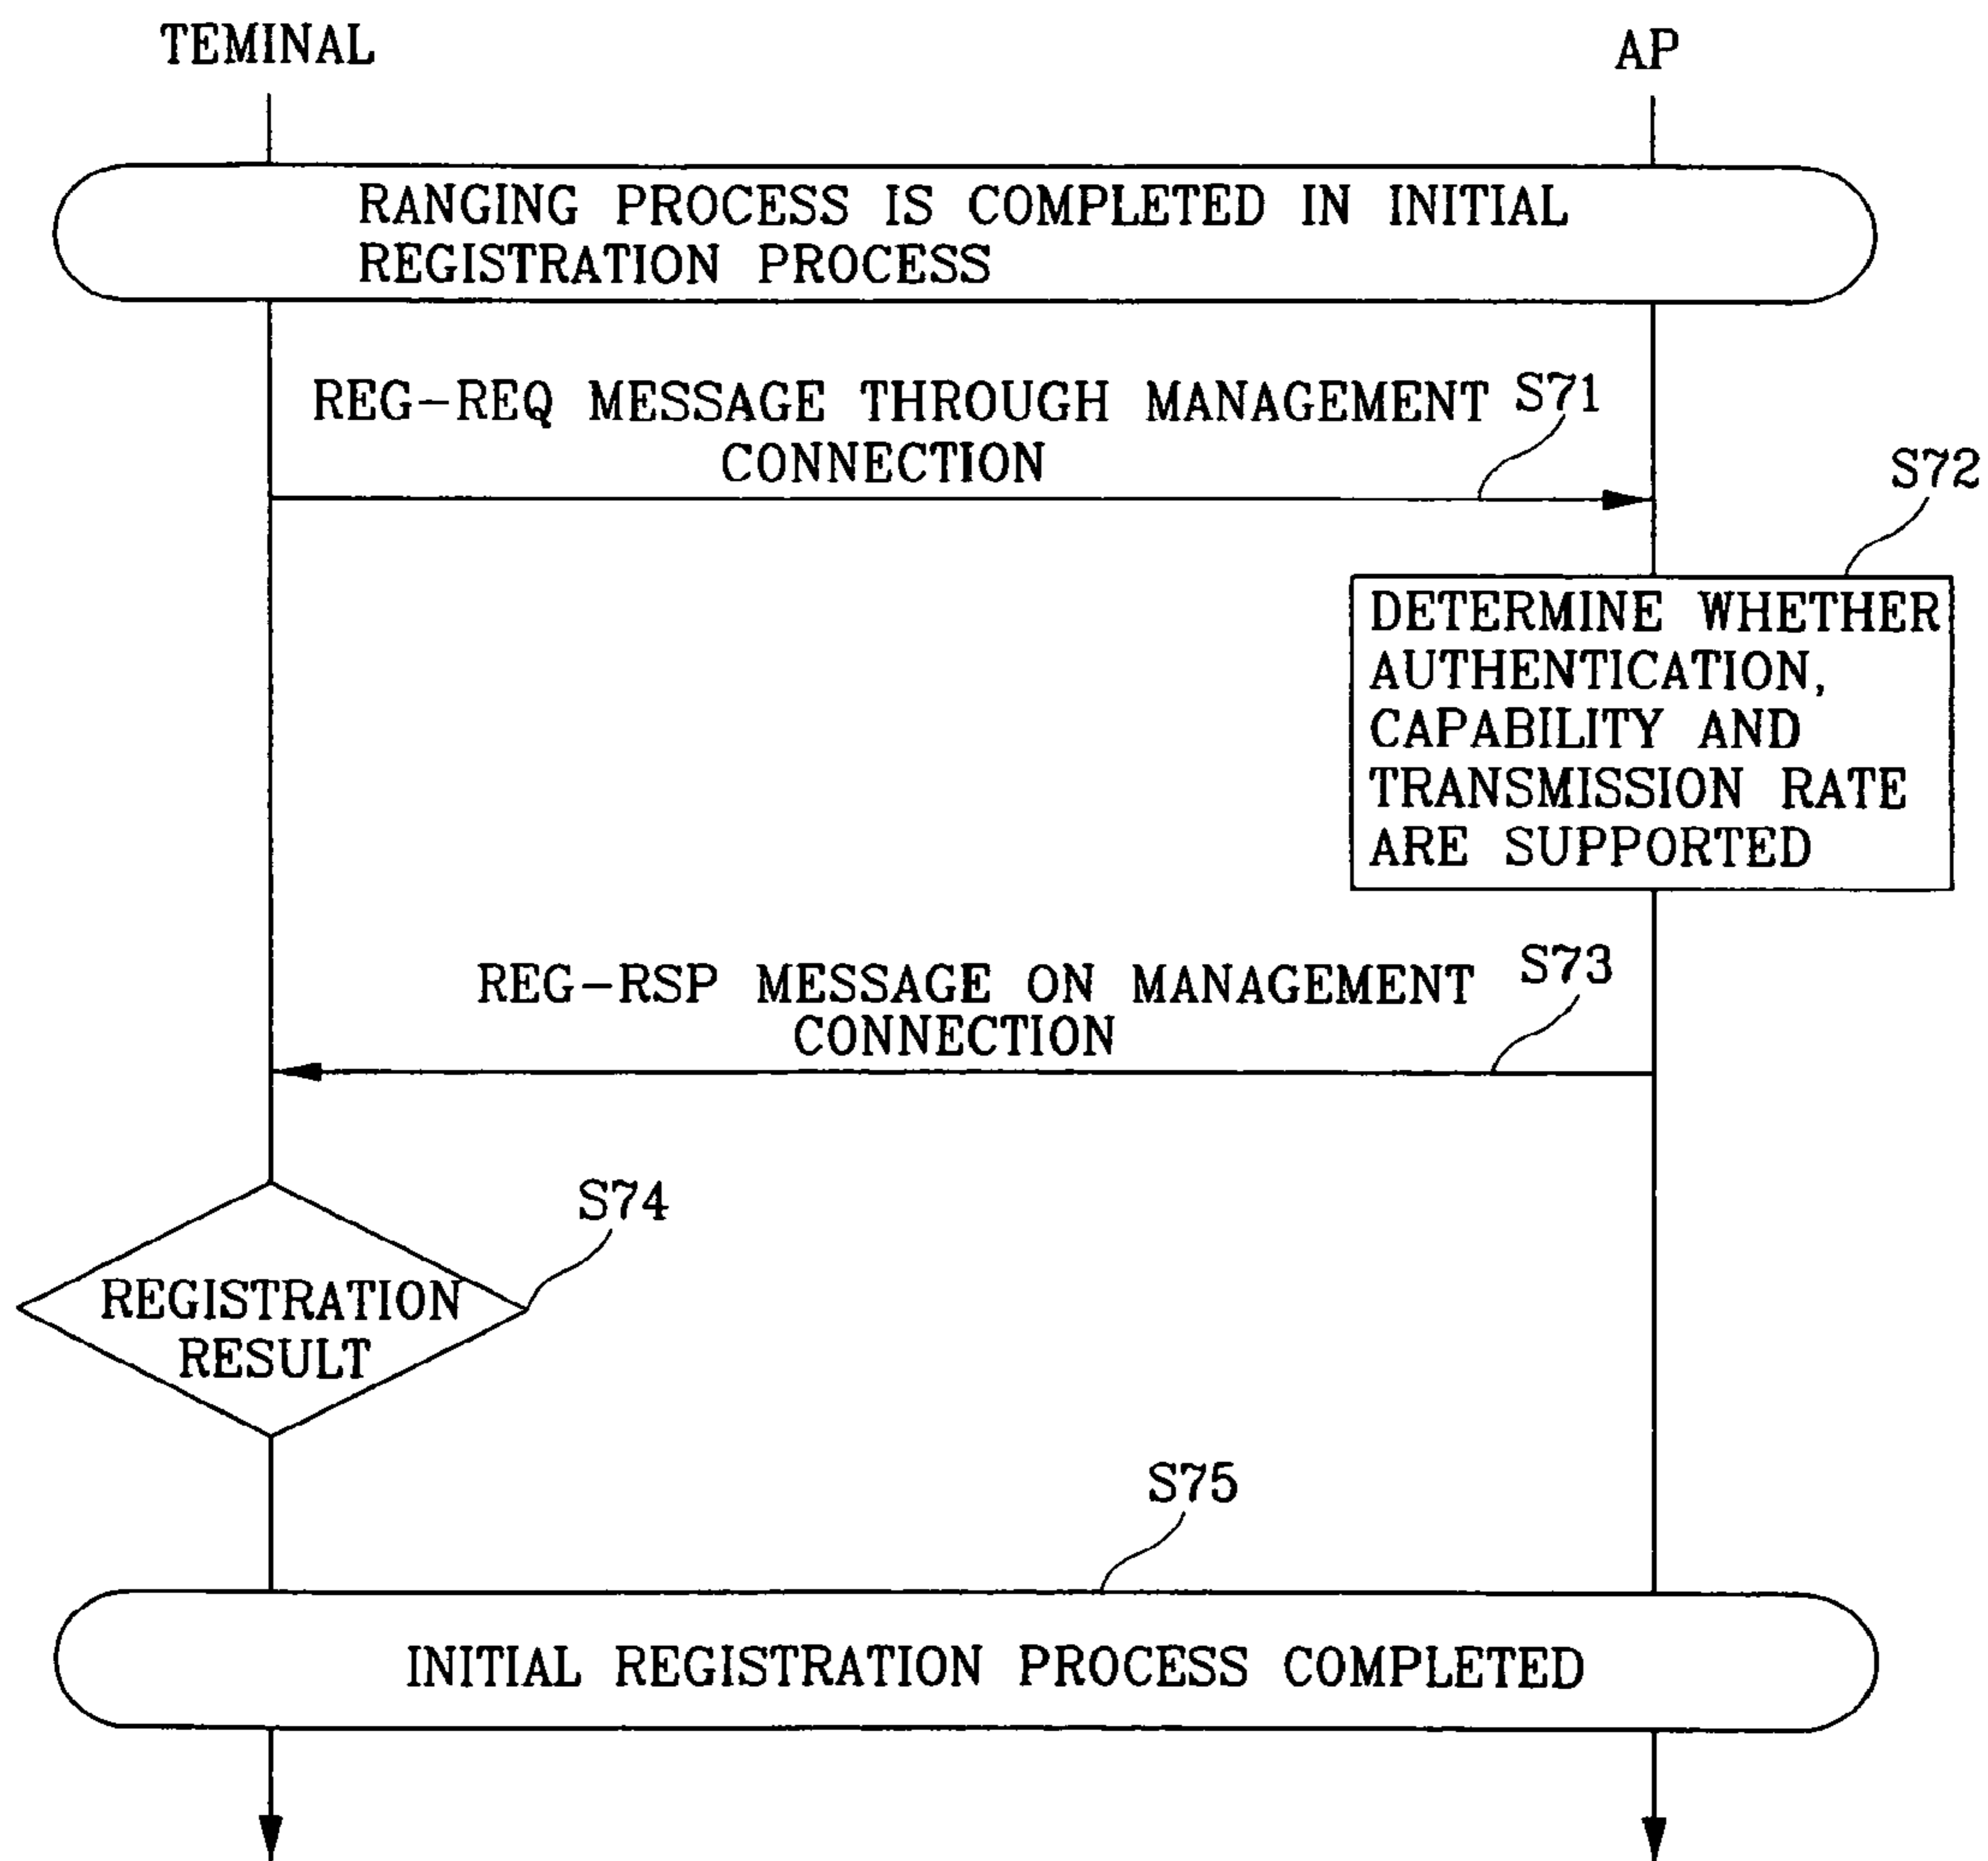 TEMINAL
AP
RANGING PROCESS IS COMPLETED IN INITIAL
REGISTRATION PROCESS
REG-REQ MESSAGE THROUGH MANAGEMENT
CONNECTION
S71
S72
DETERMINE WHETHER
AUTHENTICATION,
CAPABILITY AND
TRANSMISSION RATE
ARE SUPPORTED
REG-RSP MESSAGE ON MANAGEMENT
CONNECTION
S73
S74
REGISTRATION
RESULT
S75
INITIAL REGISTRATION PROCESS COMPLETED